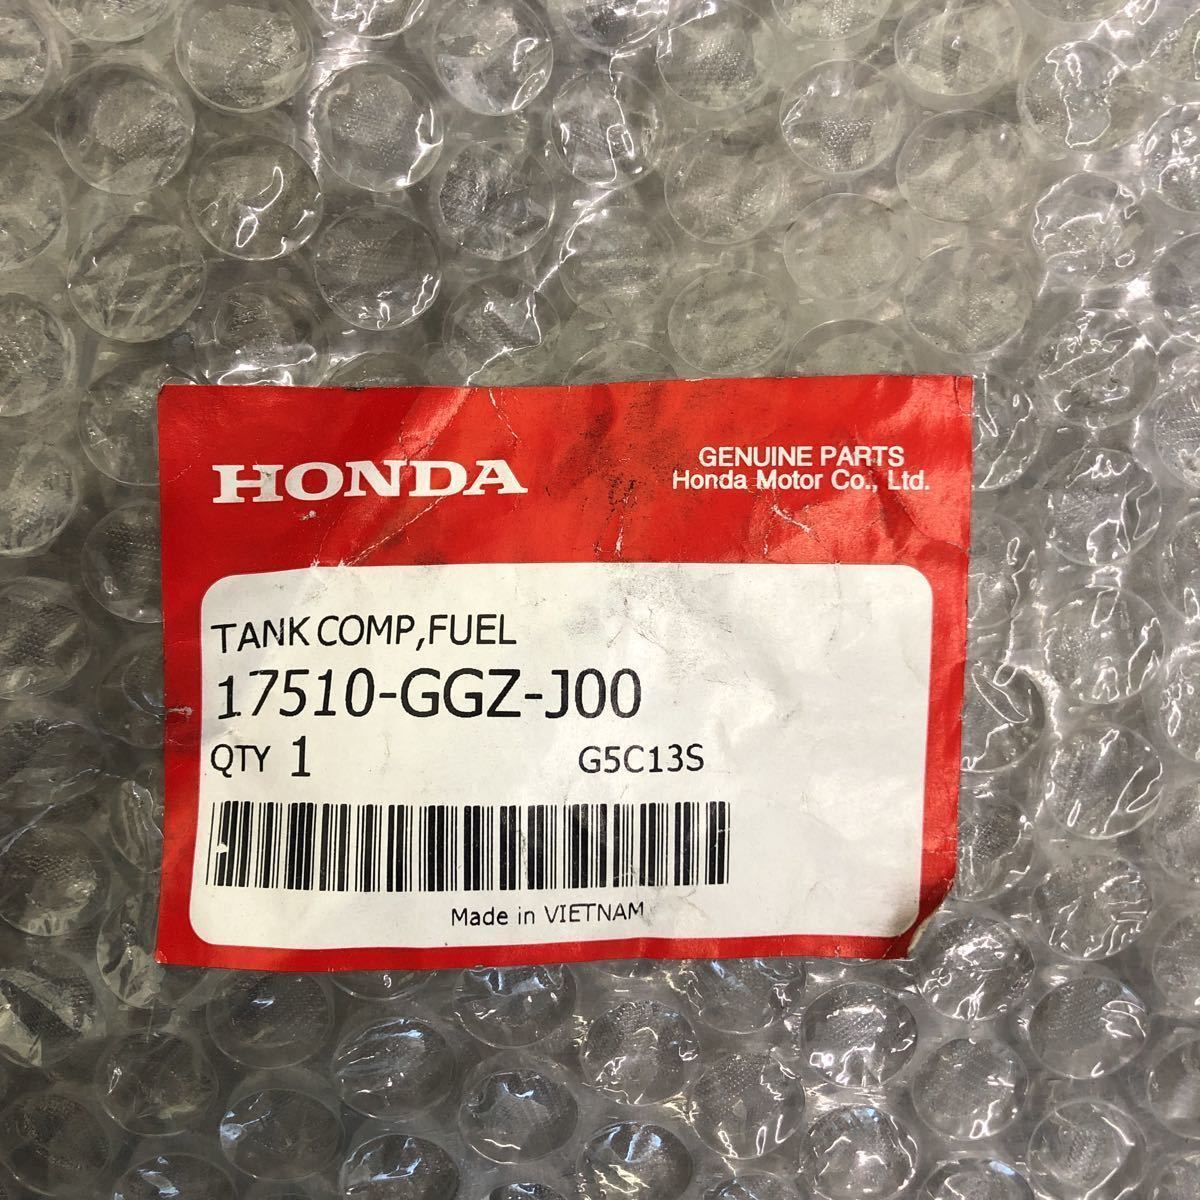 HONDA
GENUINE PARTS
Honda Motor Co., Ltd.
TANK COMP,FUEL
17510-GGZ-J00
QTY 1 G5C13S
Made in VIETNAM